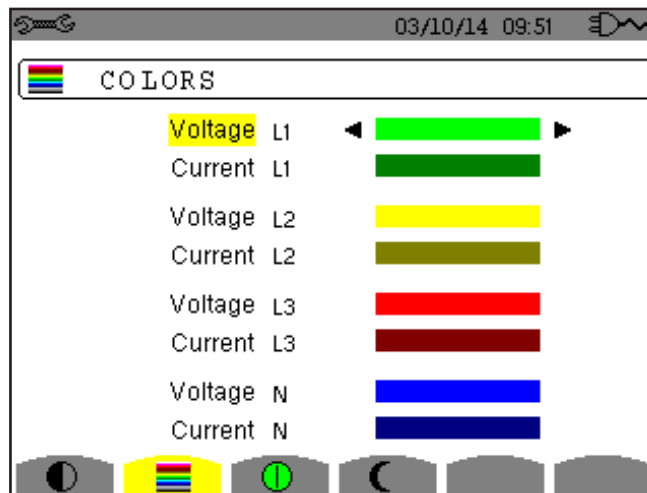 03/10/14 09:51
COLORS
Voltage L1
Current L1
Voltage L2
Current L2
Voltage L3
Current L3
Voltage N
Current N